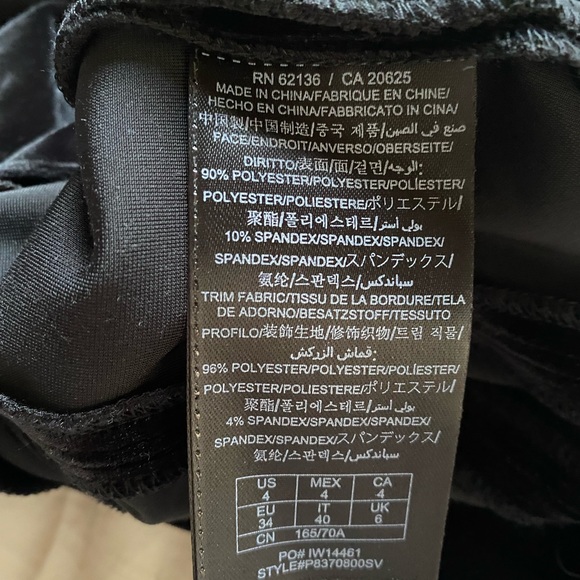 RN 62136 / CA 20625
MADE IN CHINA/FABRIQUE EN CHINE/
HECHO EN CHINA/FABBRICATO IN CINA/
中国製/中国制造/중국 제품/صنع في الصين/
FACE/ENDROIT/ANVERSO/OBERSEITE/
DIRITTO/表面/面/겉면/الوجه:
90% POLYESTER/POLYESTER/POLÍESTER/
POLYESTER/POLIESTERE/ポリエステル/
聚酯/폴리에스테르/بولي أستر/
10% SPANDEX/SPANDEX/SPANDEX/
SPANDEX/SPANDEX/スパンデックス/
氨纶/스판덱스/سباندكس/
TRIM FABRIC/TISSU DE LA BORDURE/TELA
DE ADORNO/BESATZSTOFF/TESSUTO
PROFILO/装飾生地/修饰织物/트림 직물/
قماش الزركش:
96% POLYESTER/POLYESTER/POLÍESTER/
POLYESTER/POLIESTERE/ポリエステル/
聚酯/폴리에스테르/بولي أستر/
4% SPANDEX/SPANDEX/SPANDEX/
SPANDEX/SPANDEX/スパンデックス/
氨纶/스판덱스/سباندكس/
US MEX CA
4 4 4
EU IT UK
34 40 6
CN 165/70A
PO# IW14461
STYLE#P8370800SV